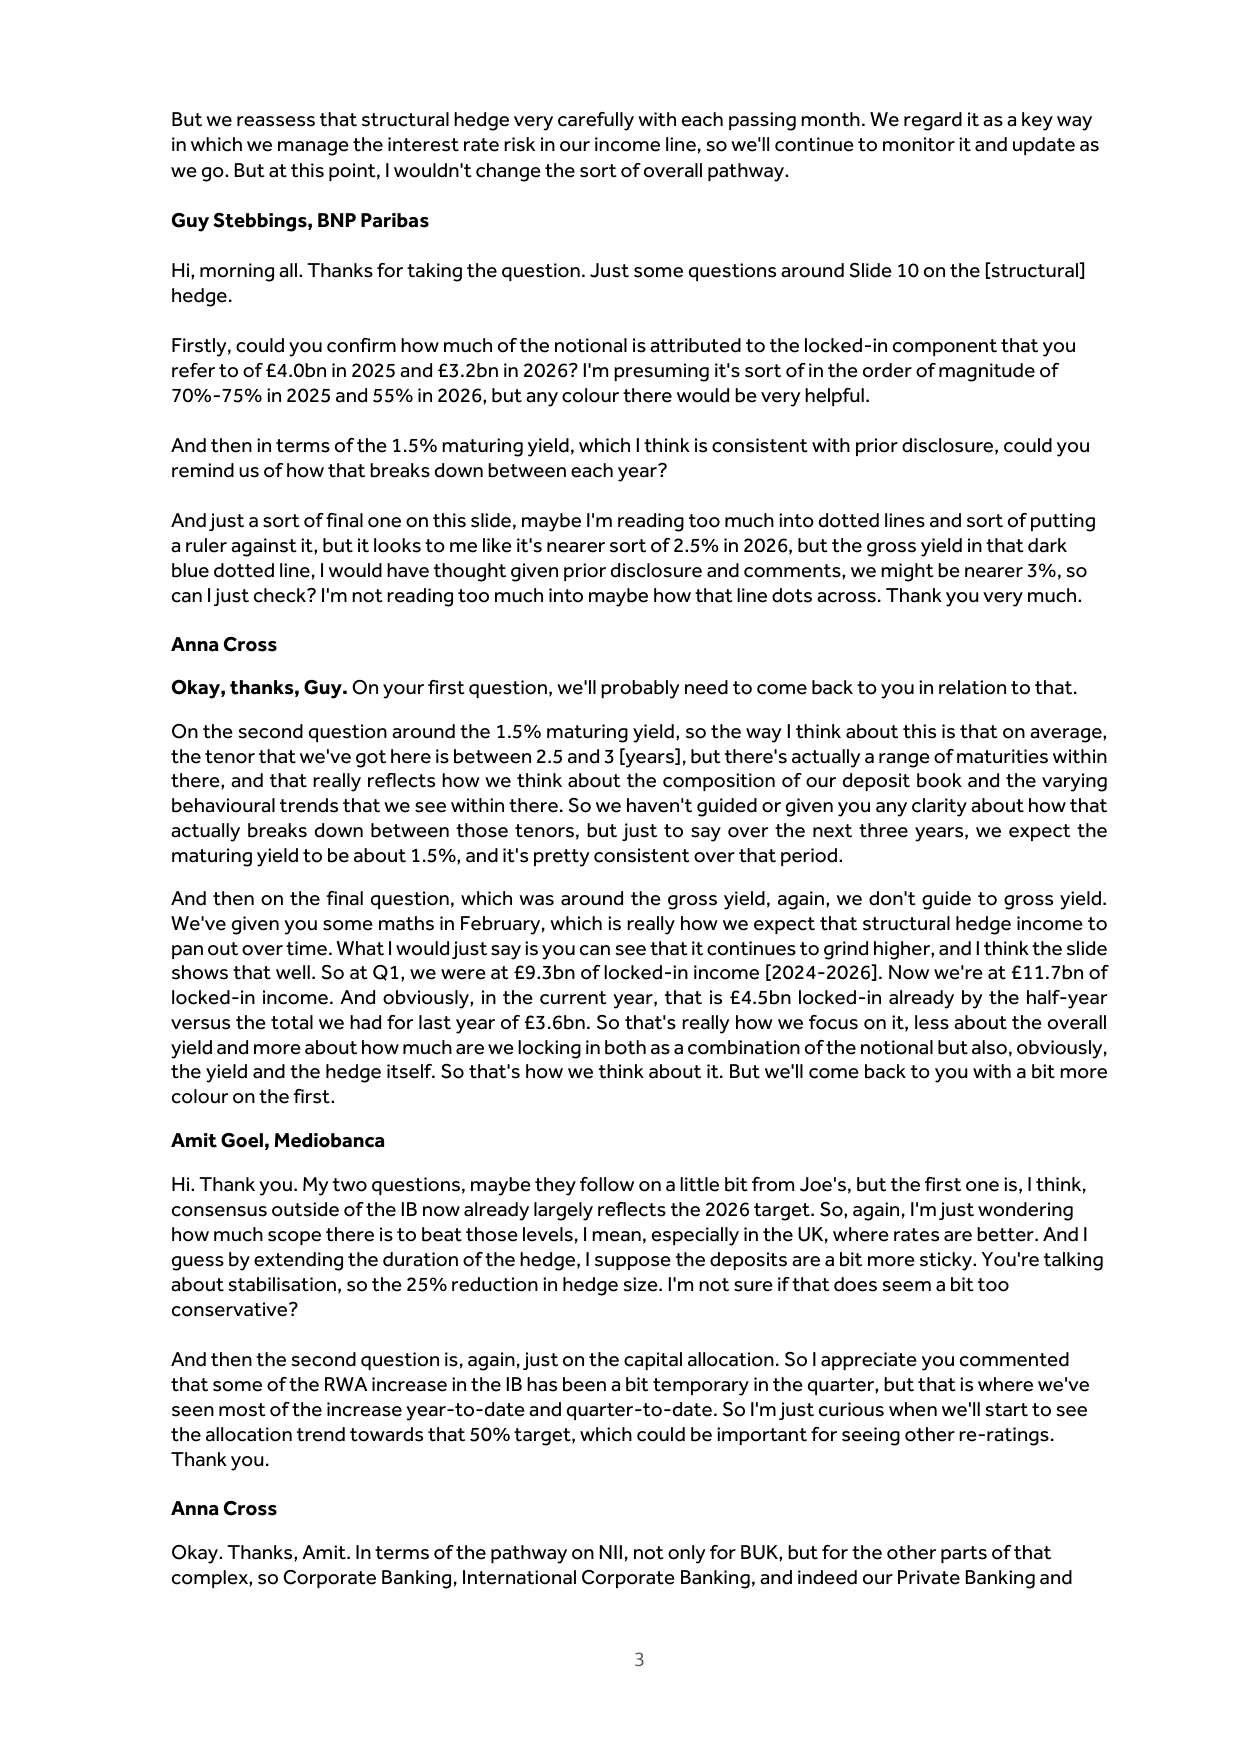 But we reassess that structural hedge very carefully with each passing month. We regard it as a key way
in which we manage the interest rate risk in our income line, so we'll continue to monitor it and update as
we go. But at this point, I wouldn't change the sort of overall pathway.
Guy Stebbings, BNP Paribas
Hi, morning all. Thanks for taking the question. Just some questions around Slide 10 on the [structural]
hedge.
Firstly, could you confirm how much of the notional is attributed to the locked-in component that you
refer to of £4.0bn in 2025 and £3.2bn in 2026? I'm presuming it's sort of in the order of magnitude of
70%-75% in 2025 and 55% in 2026, but any colour there would be very helpful.
And then in terms of the 1.5% maturing yield, which I think is consistent with prior disclosure, could you
remind us of how that breaks down between each year?
And just a sort of final one on this slide, maybe I'm reading too much into dotted lines and sort of putting
a ruler against it, but it looks to me like it's nearer sort of 2.5% in 2026, but the gross yield in that dark
blue dotted line, I would have thought given prior disclosure and comments, we might be nearer 3%, so
can I just check? I'm not reading too much into maybe how that line dots across. Thank you very much.
Anna Cross
Okay, thanks, Guy. On your first question, we'll probably need to come back to you in relation to that.
On the second question around the 1.5% maturing yield, so the way I think about this is that on average,
the tenor that we've got here is between 2.5 and 3 [years], but there's actually a range of maturities within
there, and that really reflects how we think about the composition of our deposit book and the varying
behavioural trends that we see within there. So we haven't guided or given you any clarity about how that
actually breaks down between those tenors, but just to say over the next three years, we expect the
maturing yield to be about 1.5%, and it's pretty consistent over that period.
And then on the final question, which was around the gross yield, again, we don't guide to gross yield.
We've given you some maths in February, which is really how we expect that structural hedge income to
pan out over time. What I would just say is you can see that it continues to grind higher, and I think the slide
shows that well. So at Q1, we were at £9.3bn of locked-in income [2024-2026]. Now we're at £11.7bn of
locked-in income. And obviously, in the current year, that is £4.5bn locked-in already by the half-year
versus the total we had for last year of £3.6bn. So that's really how we focus on it, less about the overall
yield and more about how much are we locking in both as a combination of the notional but also, obviously,
the yield and the hedge itself. So that's how we think about it. But we'll come back to you with a bit more
colour on the first.
Amit Goel, Mediobanca
Hi. Thank you. My two questions, maybe they follow on a little bit from Joe's, but the first one is, I think,
consensus outside of the IB now already largely reflects the 2026 target. So, again, I'm just wondering
how much scope there is to beat those levels, I mean, especially in the UK, where rates are better. And I
guess by extending the duration of the hedge, I suppose the deposits are a bit more sticky. You're talking
about stabilisation, so the 25% reduction in hedge size. I'm not sure if that does seem a bit too
conservative?
And then the second question is, again, just on the capital allocation. So I appreciate you commented
that some of the RWA increase in the IB has been a bit temporary in the quarter, but that is where we've
seen most of the increase year-to-date and quarter-to-date. So I'm just curious when we'll start to see
the allocation trend towards that 50% target, which could be important for seeing other re-ratings.
Thank you.
Anna Cross
Okay. Thanks, Amit. In terms of the pathway on NII, not only for BUK, but for the other parts of that
complex, so Corporate Banking, International Corporate Banking, and indeed our Private Banking and
3